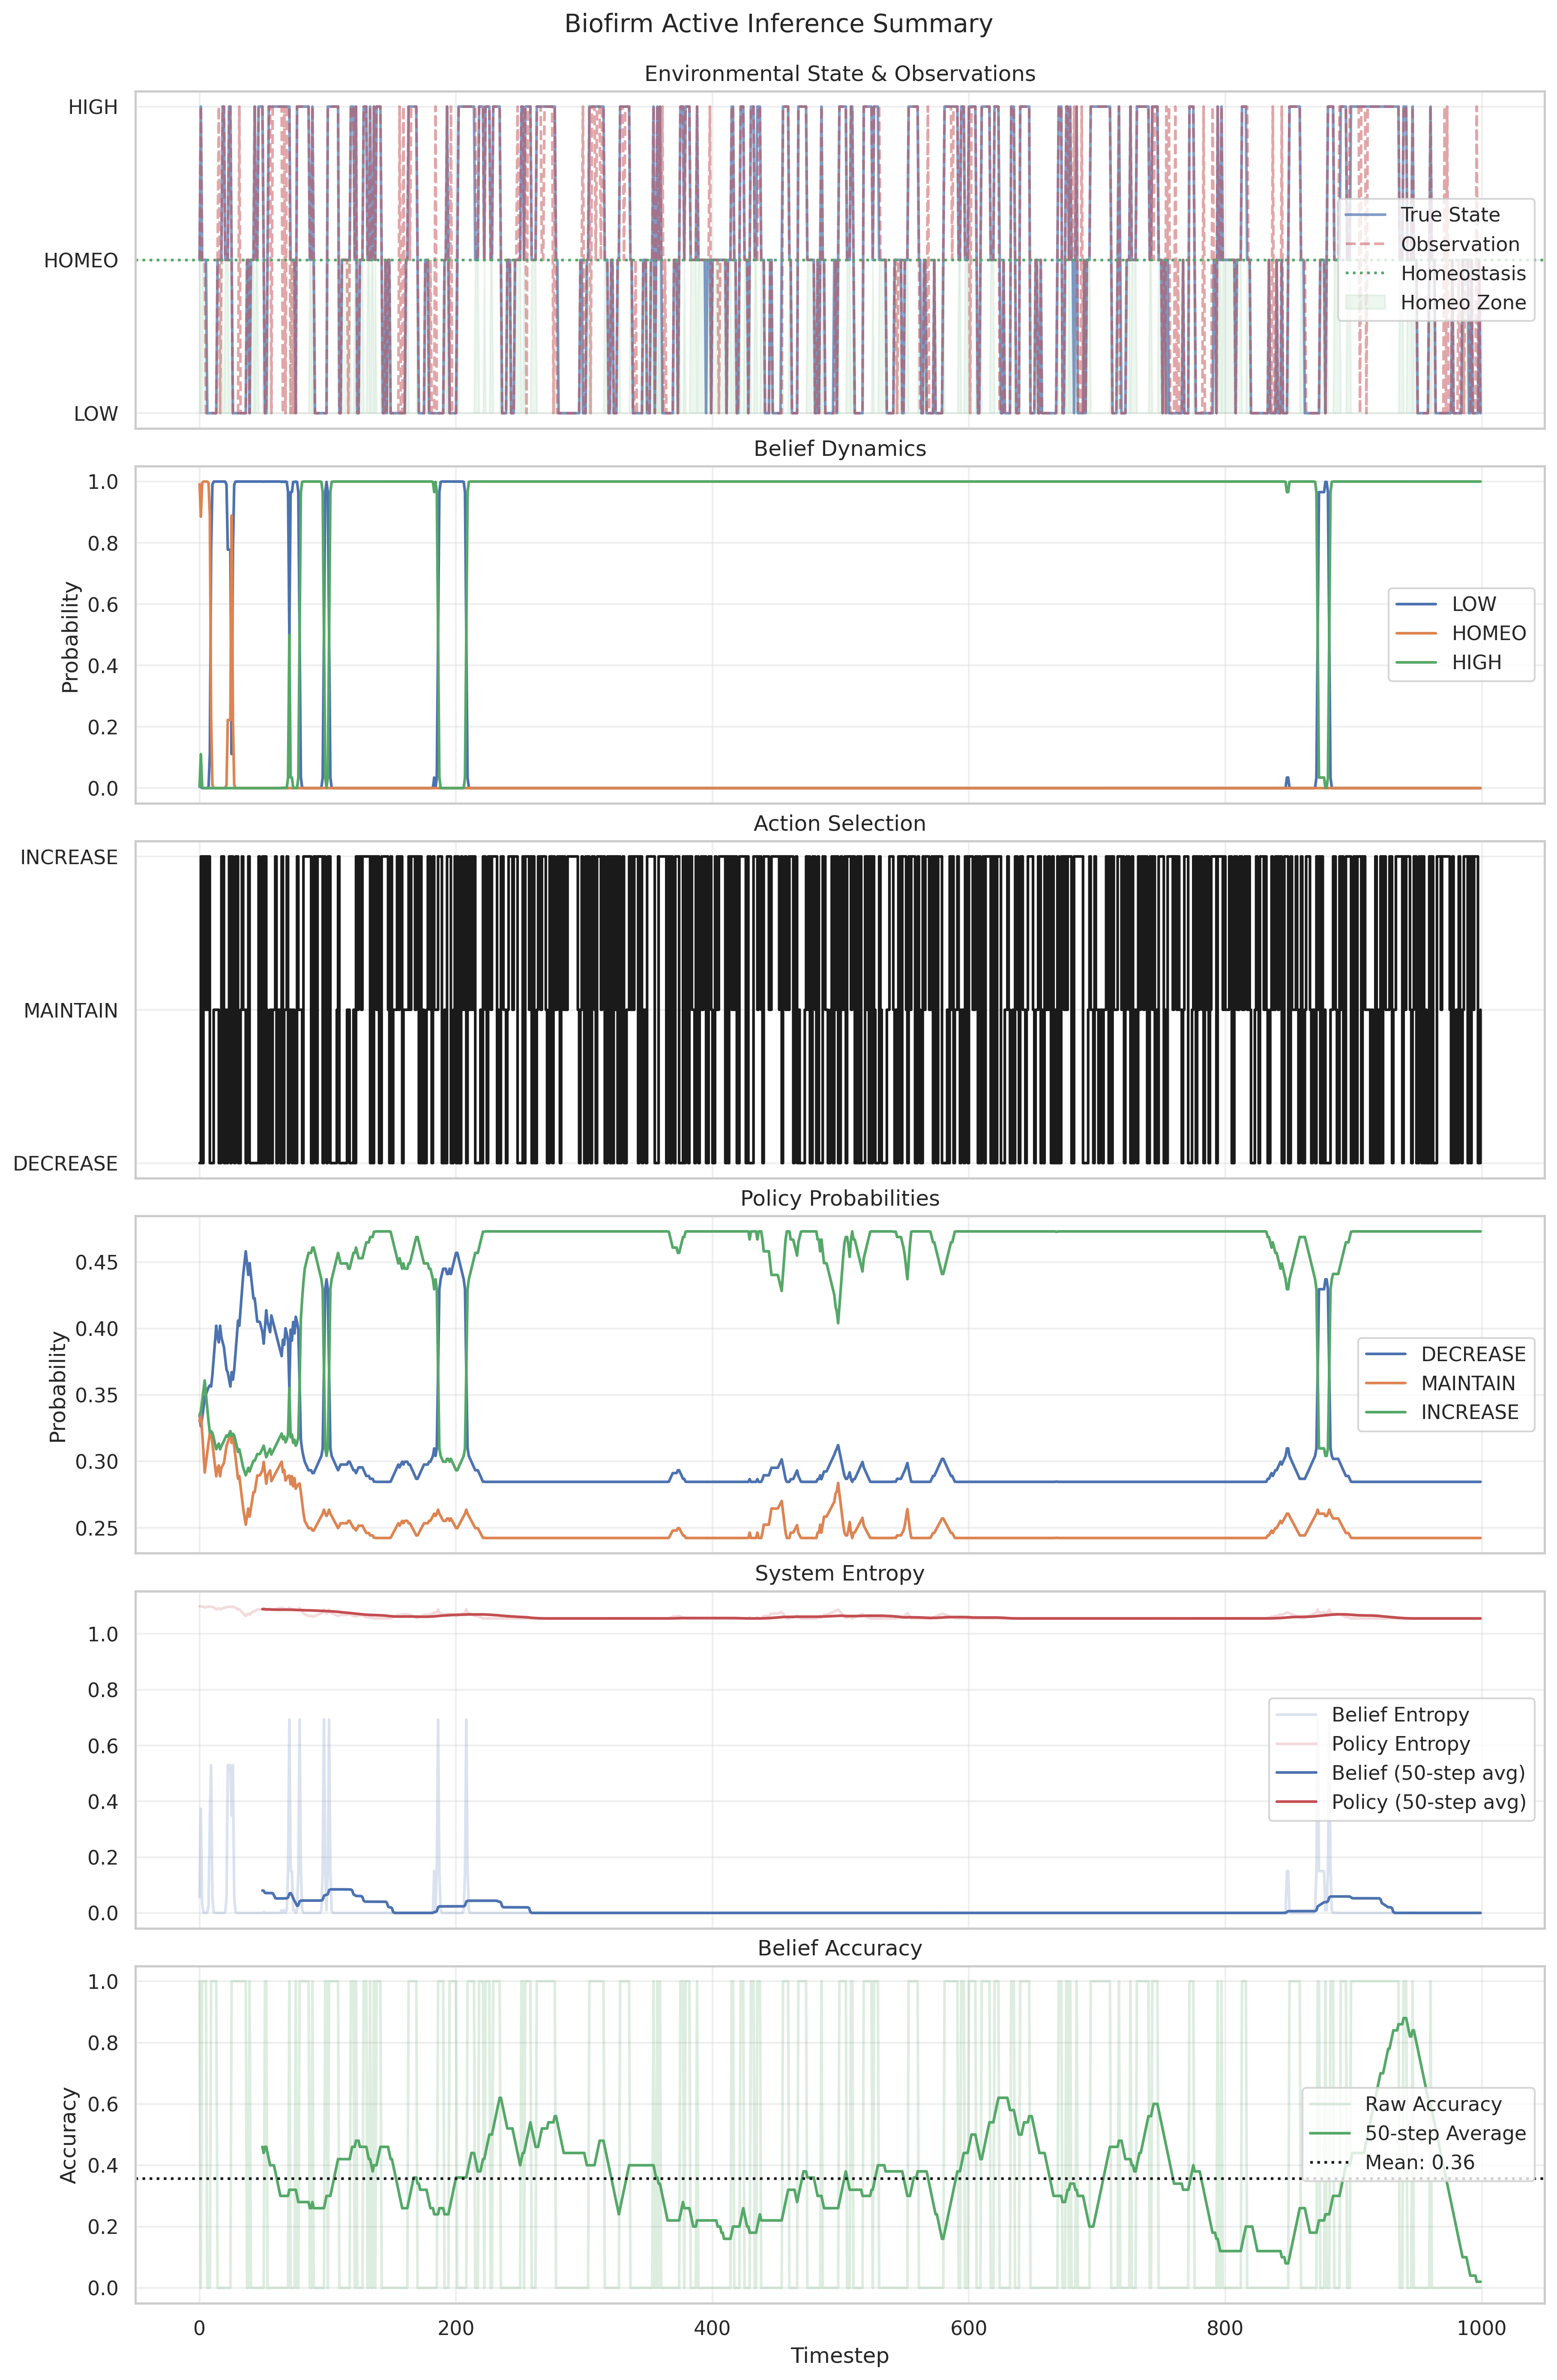 Biofirm Active Inference Summary
Environmental State & Observations
HIGH
HOMEO
LOW
True State
Observation
Homeostasis
Homeo Zone
Belief Dynamics
Probability
1.0
0.8
0.6
0.4
0.2
0.0
LOW
HOMEO
HIGH
Action Selection
INCREASE
MAINTAIN
DECREASE
Policy Probabilities
Probability
0.45
0.40
0.35
0.30
0.25
DECREASE
MAINTAIN
INCREASE
System Entropy
1.0
0.8
0.6
0.4
0.2
0.0
Belief Entropy
Policy Entropy
Belief (50-step avg)
Policy (50-step avg)
Belief Accuracy
Accuracy
1.0
0.8
0.6
0.4
0.2
0.0
Raw Accuracy
50-step Average
Mean: 0.36
0 200 400 600 800 1000
Timestep